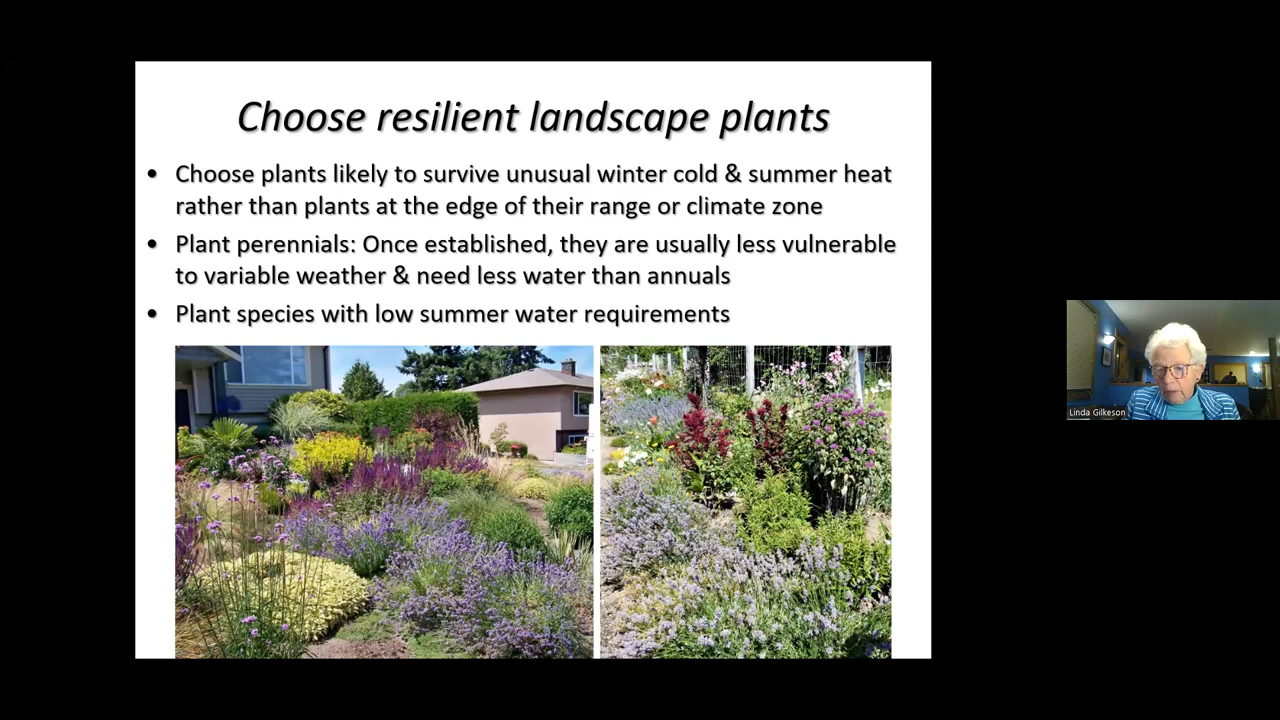 Choose resilient landscape plants
• Choose plants likely to survive unusual winter cold & summer heat
rather than plants at the edge of their range or climate zone
• Plant perennials: Once established, they are usually less vulnerable
to variable weather & need less water than annuals
• Plant species with low summer water requirements
Linda Gilkeson